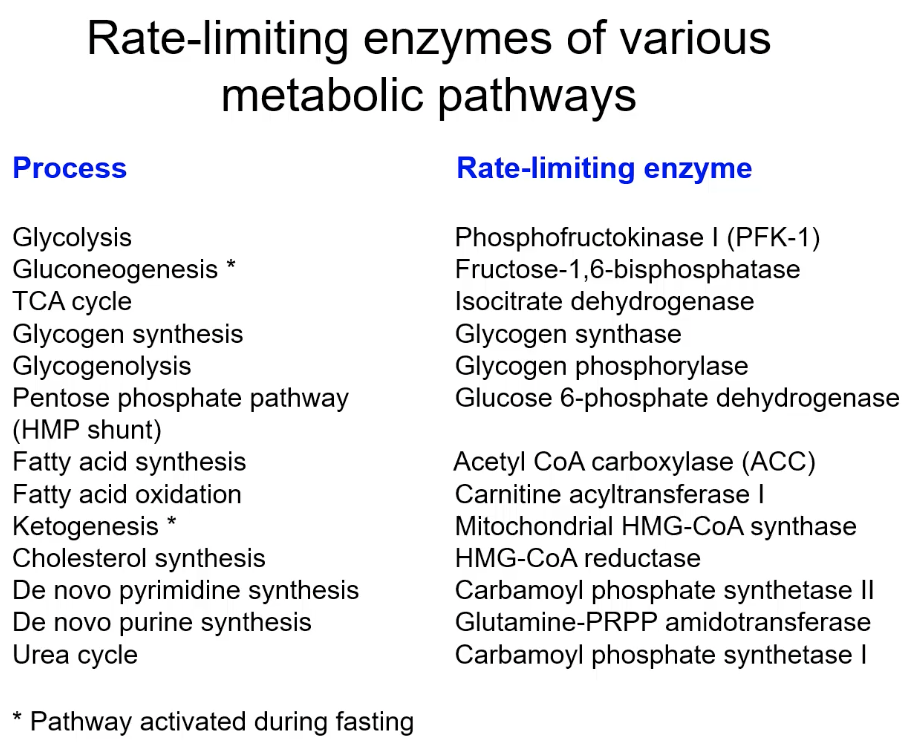 Rate-limiting enzymes of various
metabolic pathways
Process Rate-limiting enzyme
Glycolysis Phosphofructokinase I (PFK-1)
Gluconeogenesis * Fructose-1,6-bisphosphatase
TCA cycle Isocitrate dehydrogenase
Glycogen synthesis Glycogen synthase
Glycogenolysis Glycogen phosphorylase
Pentose phosphate pathway Glucose 6-phosphate dehydrogenase
(HMP shunt)
Fatty acid synthesis Acetyl CoA carboxylase (ACC)
Fatty acid oxidation Carnitine acyltransferase I
Ketogenesis * Mitochondrial HMG-CoA synthase
Cholesterol synthesis HMG-CoA reductase
De novo pyrimidine synthesis Carbamoyl phosphate synthetase II
De novo purine synthesis Glutamine-PRPP amidotransferase
Urea cycle Carbamoyl phosphate synthetase I
* Pathway activated during fasting